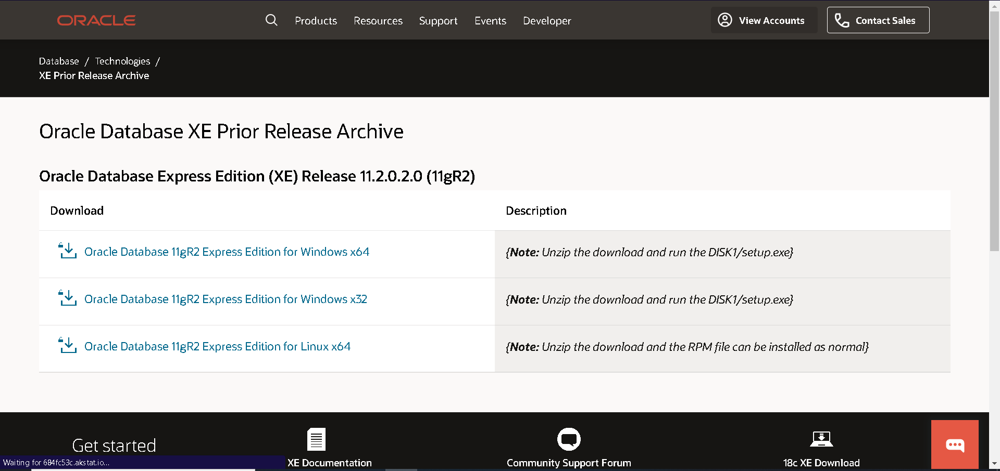 ORACLE
Products Resources Support Events Developer
View Accounts
Contact Sales
Database / Technologies /
XE Prior Release Archive
Oracle Database XE Prior Release Archive
Oracle Database Express Edition (XE) Release 11.2.0.2.0 (11gR2)
Download Description
Oracle Database 11gR2 Express Edition for Windows x64 {Note: Unzip the download and run the DISK1/setup.exe}
Oracle Database 11gR2 Express Edition for Windows x32 {Note: Unzip the download and run the DISK1/setup.exe}
Oracle Database 11gR2 Express Edition for Linux x64 {Note: Unzip the download and the RPM file can be installed as normal}
Get started
XE Documentation
Community Support Forum
18c XE Download
Waiting for 684fc53c.akstat.io...